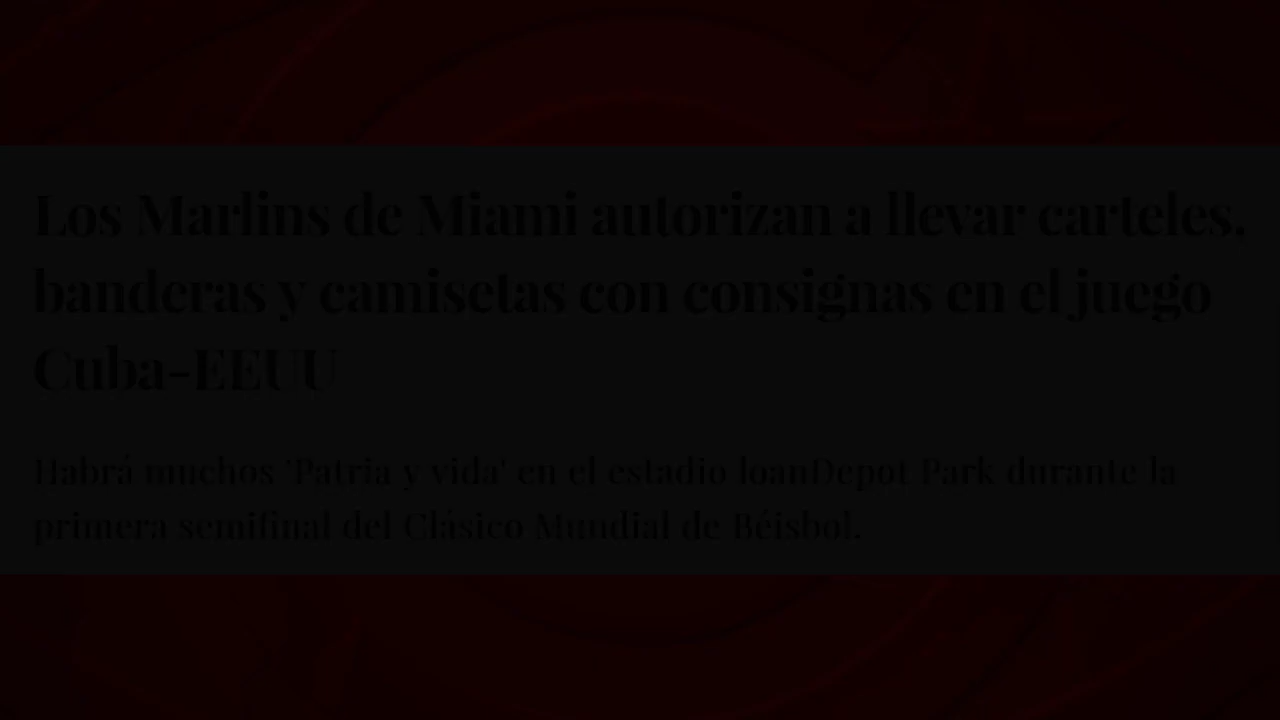 Los Marlins de Miami autorizan a llevar carteles,
banderas y camisetas con consignas en el juego
Cuba-EEUU
Habrá muchos 'Patria y vida' en el estadio loanDepot Park durante la
primera semifinal del Clásico Mundial de Béisbol.